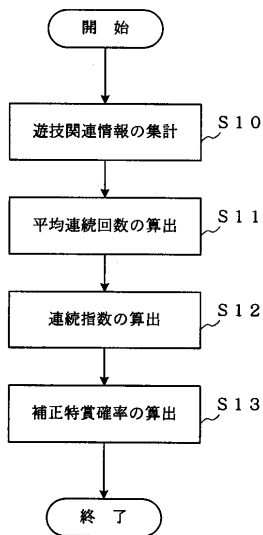 開 始
遊技関連情報の集計
S10
平均連続回数の算出
S11
連続指数の算出
S12
補正特賞確率の算出
S13
終 了